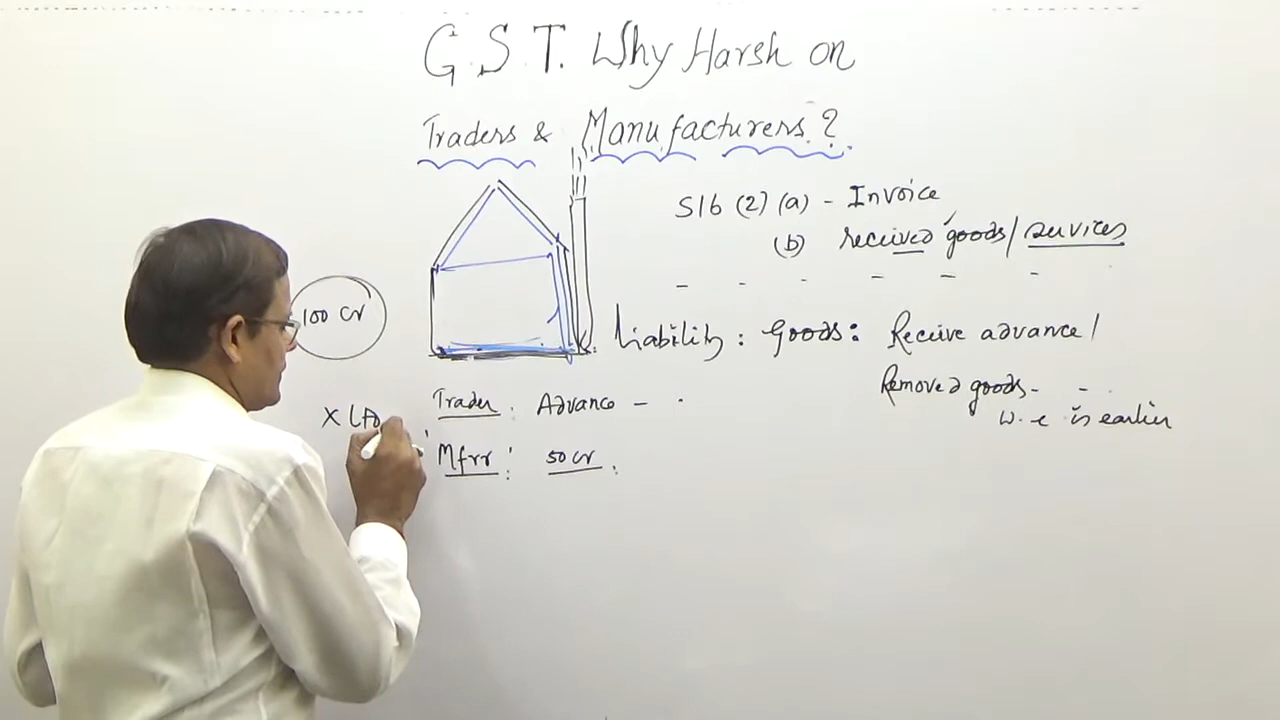 G.S.T. Why Harsh on
Traders & Manufacturers?
S16 (2) (a) - Invoice
(b) received goods/services
100 Cr
Liability : Goods: Receive advance/
Removed goods - -
w.e is earlier
Trader : Advance -
Mfrr : 50 cr